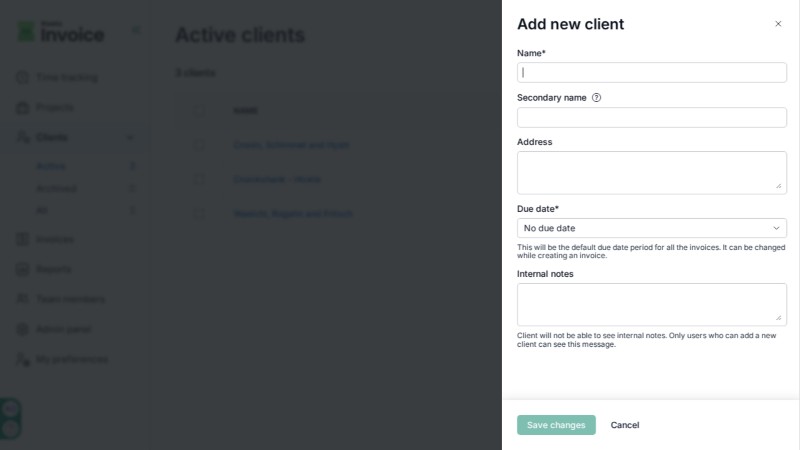 Invoice
Time tracking
Projects
Clients
Active
Archived
All
Invoices
Reports
Team members
Admin panel
My preferences
Active clients
3 clients
NAME
Add new client
Name*
Secondary name ?
Address
Due date*
No due date
This will be the default due date period for all the invoices. It can be changed
while creating an invoice.
Internal notes
Client will not be able to see internal notes. Only users who can add a new
client can see this message.
Save changes
Cancel